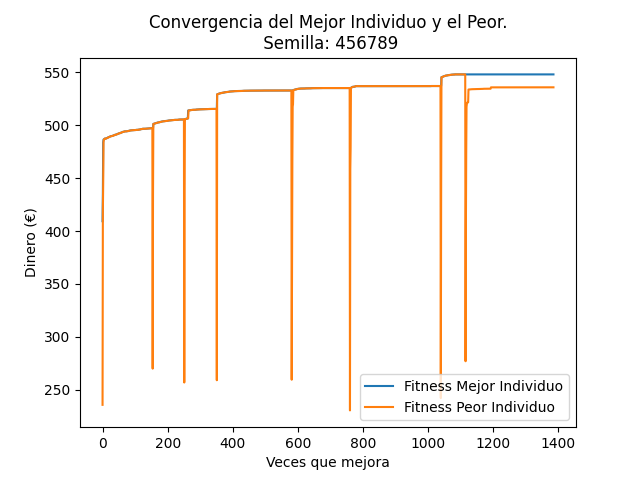 Convergencia del Mejor Individuo y el Peor.
Semilla: 456789
Dinero (€)
550
500
450
400
350
300
250
0 200 400 600 800 1000 1200 1400
Veces que mejora
Fitness Mejor Individuo
Fitness Peor Individuo